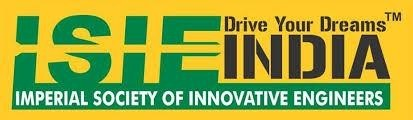 Drive Your Dreams™
ISIE INDIA
IMPERIAL SOCIETY OF INNOVATIVE ENGINEERS